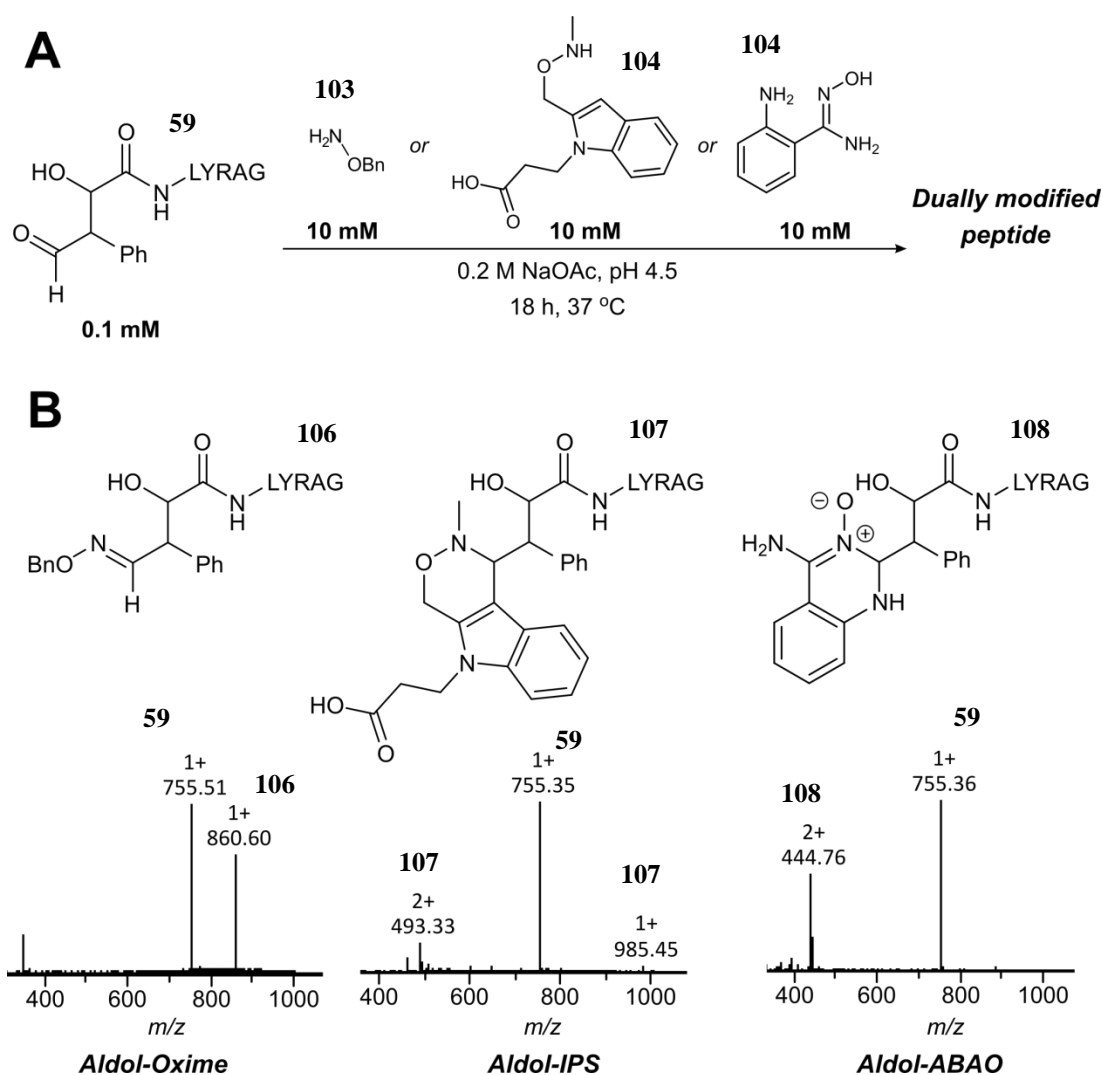 A
59
O
HO
N
H
LYRAG
O
Ph
H
0.1 mM
103
H2N
OBn
10 mM
or
104
NH
O
N
HO
O
10 mM
or
104
NH2
N
OH
NH2
10 mM
0.2 M NaOAc, pH 4.5
18 h, 37 oC
Dually modified
peptide
B
106
O
HO
N
H
LYRAG
N
BnO
Ph
H
107
O
HO
N
H
LYRAG
N
O
Ph
N
HO
O
108
O
HO
N
H
LYRAG
⊖ O
H2N
N ⊕
Ph
NH
59
1+
755.51
106
1+
860.60
400 600 800 1000
m/z
Aldol-Oxime
59
1+
755.35
107
2+
493.33
107
1+
985.45
400 600 800 1000
m/z
Aldol-IPS
59
1+
755.36
108
2+
444.76
400 600 800 1000
m/z
Aldol-ABAO